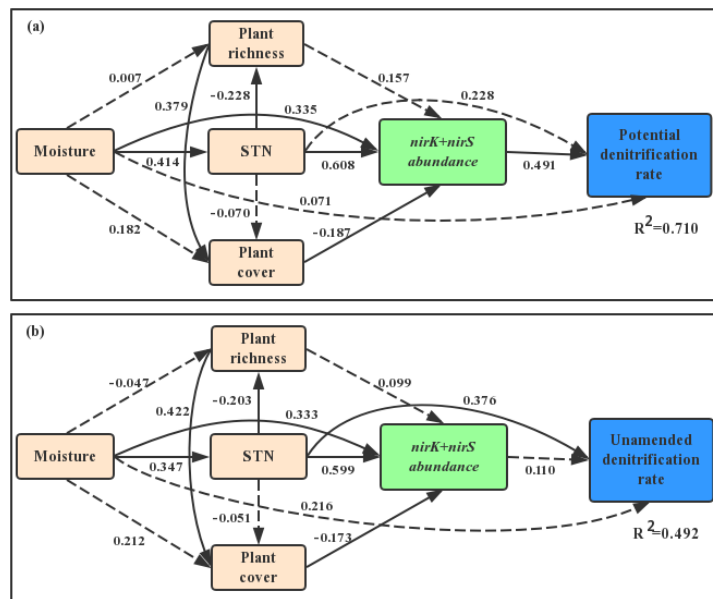 (a)
Plant
richness
0.007
0.157
0.379
-0.228
0.335
0.228
Moisture
0.414
STN
0.608
nirK+nirS
abundance
0.491
Potential
denitrification
rate
-0.070
0.071
0.182
-0.187
R²=0.710
Plant
cover
(b)
Plant
richness
-0.047
0.099
0.422
-0.203
0.333
0.376
Moisture
0.347
STN
0.599
nirK+nirS
abundance
0.110
Unamended
denitrification
rate
-0.051
0.216
0.212
-0.173
R²=0.492
Plant
cover